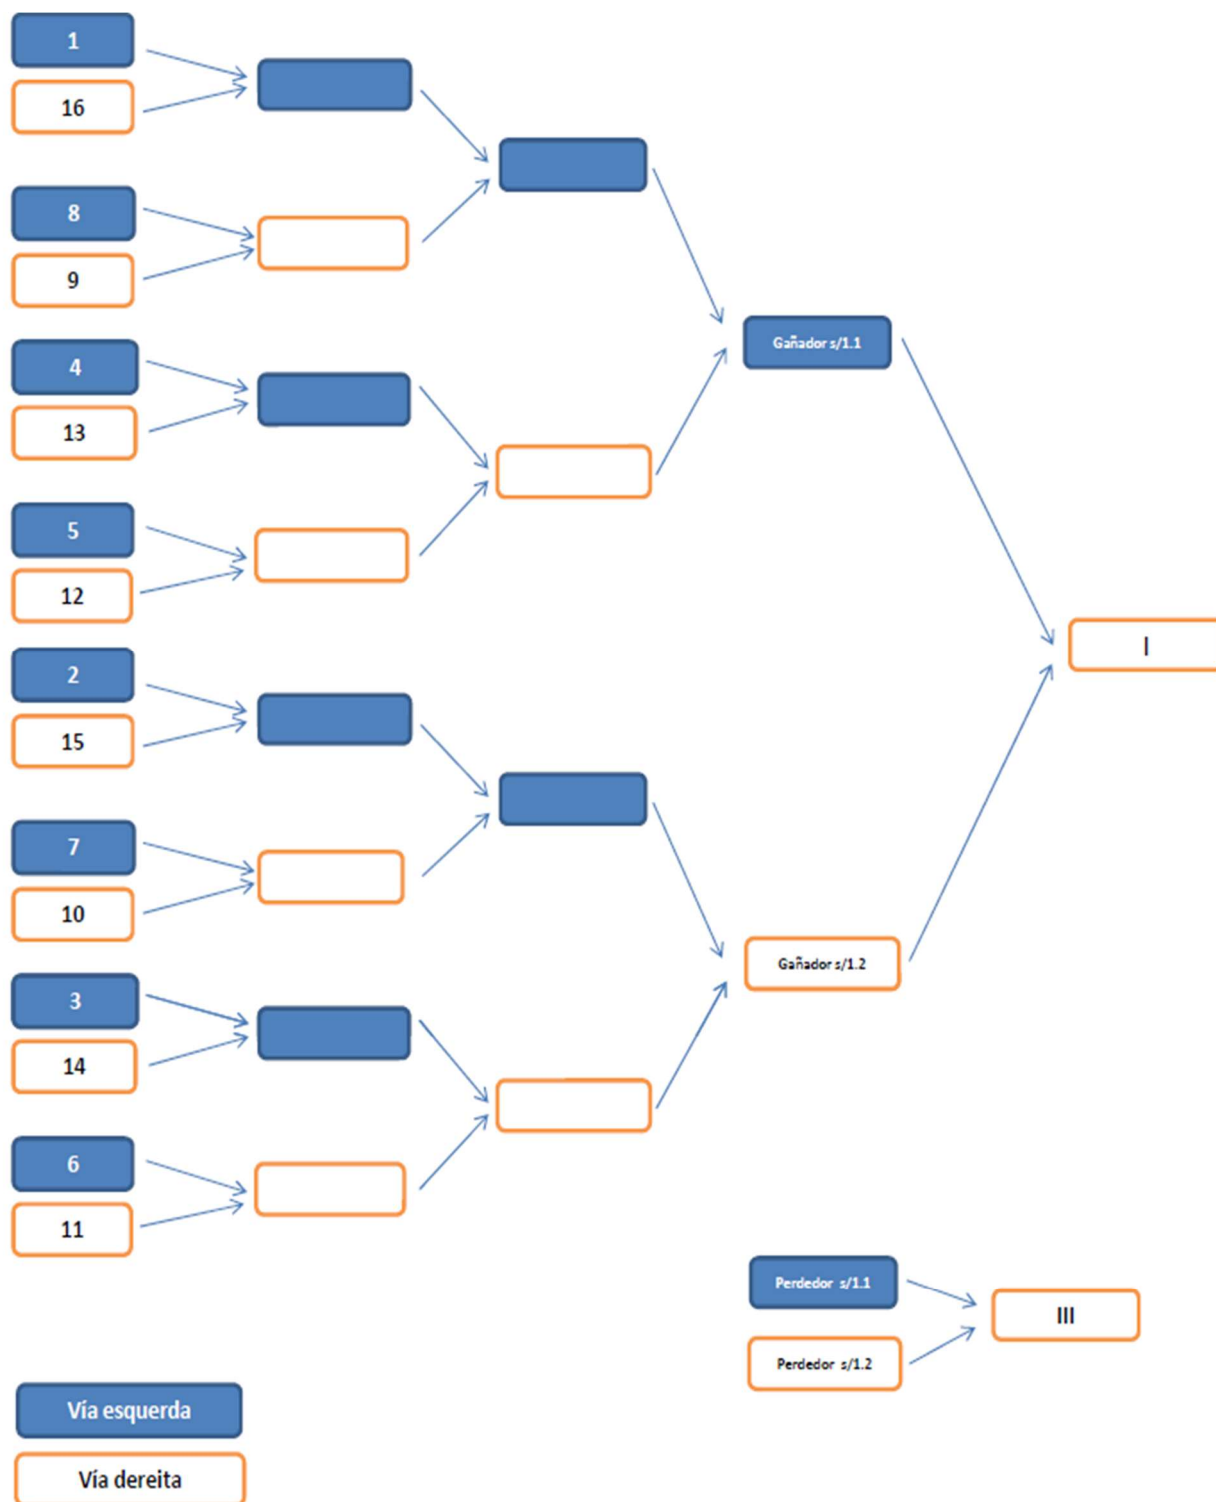 1
16
8
9
4
13
5
12
2
15
7
10
3
14
6
11
Gañador s/1.1
Gañador s/1.2
I
Perdedor s/1.1
Perdedor s/1.2
III
Vía esquerda
Vía dereita